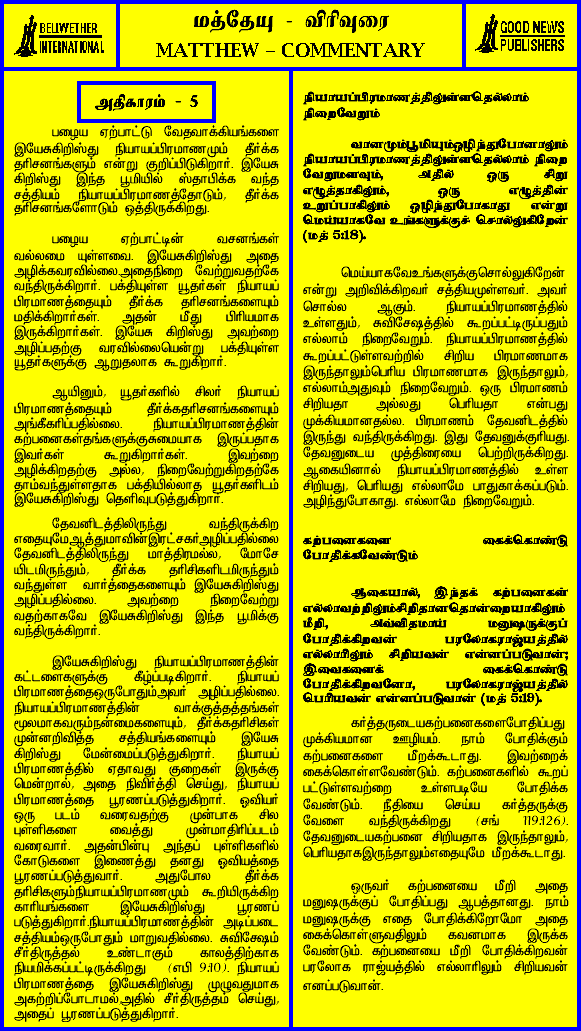 BELLWETHER
INTERNATIONAL
மத்தேயு - விரிவுரை
MATTHEW – COMMENTARY
GOOD NEWS
PUBLISHERS
அதிகாரம் - 5
பழைய ஏற்பாட்டு வேதவாக்கியங்களை
இயேசுகிறிஸ்து நியாயப்பிரமாணமும் தீர்க்க
தரிசனங்களும் என்று குறிப்பிடுகிறார். இயேசு
கிறிஸ்து இந்த பூமியில் ஸ்தாபிக்க வந்த
சத்தியம் நியாயப்பிரமாணத்தோடும், தீர்க்க
தரிசனங்களோடும் ஒத்திருக்கிறது.
பழைய ஏற்பாட்டின் வசனங்கள்
வல்லமை யுள்ளவை. இயேசுகிறிஸ்து அதை
அழிக்கவரவில்லை.அதைநிறை வேற்றுவதற்கே
வந்திருக்கிறார். பக்தியுள்ள யூதர்கள் நியாயப்
பிரமாணத்தையும் தீர்க்க தரிசனங்களையும்
மதிக்கிறார்கள். அதன் மீது பிரியமாக
இருக்கிறார்கள். இயேசு கிறிஸ்து அவற்றை
அழிப்பதற்கு வரவில்லையென்று பக்தியுள்ள
யூதர்களுக்கு ஆறுதலாக கூறுகிறார்.
ஆயினும், யூதர்களில் சிலர் நியாயப்
பிரமாணத்தையும் தீர்க்கதரிசனங்களையும்
அங்கீகரிப்பதில்லை. நியாயப்பிரமாணத்தின்
கற்பனைகள்தங்களுக்குசுமையாக இருப்பதாக
இவர்கள் கூறுகிறார்கள். இவற்றை
அழிக்கிறதற்கு அல்ல, நிறைவேற்றுகிறதற்கே
தாம்வந்துள்ளதாக பக்தியில்லாத யூதர்களிடம்
இயேசுகிறிஸ்து தெளிவுபடுத்துகிறார்.
தேவனிடத்திலிருந்து வந்திருக்கிற
எதையுமேஆத்துமாவின்இரட்சகர்அழிப்பதில்லை
தேவனிடத்திலிருந்து மாத்திரமல்ல, மோசே
யிடமிருந்தும், தீர்க்க தரிசிகளிடமிருந்தும்
வந்துள்ள வார்த்தைகளையும் இயேசுகிறிஸ்து
அழிப்பதில்லை. அவற்றை நிறைவேற்று
வதற்காகவே இயேசுகிறிஸ்து இந்த பூமிக்கு
வந்திருக்கிறார்.
இயேசுகிறிஸ்து நியாயப்பிரமாணத்தின்
கட்டளைகளுக்கு கீழ்ப்படிகிறார். நியாயப்
பிரமாணத்தைஒருபோதும்அவர் அழிப்பதில்லை.
நியாயப்பிரமாணத்தின் வாக்குத்தத்தங்கள்
மூலமாகவரும்நன்மைகளையும், தீர்க்கதரிசிகள்
முன்னறிவித்த சத்தியங்களையும் இயேசு
கிறிஸ்து மேன்மைப்படுத்துகிறார். நியாயப்
பிரமாணத்தில் ஏதாவது குறைகள் இருக்கு
மென்றால், அதை நிவிர்த்தி செய்து, நியாயப்
பிரமாணத்தை பூரணப்படுத்துகிறார். ஓவியர்
ஒரு படம் வரைவதற்கு முன்பாக சில
புள்ளிகளை வைத்து முன்மாதிரிப்படம்
வரைவார். அதன்பின்பு அந்தப் புள்ளிகளில்
கோடுகளை இணைத்து தனது ஓவியத்தை
பூரணப்படுத்துவார். அதுபோல தீர்க்க
தரிசிகளும்நியாயப்பிரமாணமும் கூறியிருக்கிற
காரியங்களை இயேசுகிறிஸ்து பூரணப்
படுத்துகிறார்.நியாயப்பிரமாணத்தின் அடிப்படை
சத்தியம்ஒருபோதும் மாறுவதில்லை. சுவிசேஷம்
சீர்திருத்தல் உண்டாகும் காலத்திற்காக
நியமிக்கப்பட்டிருக்கிறது (எபி 9:10). நியாயப்
பிரமாணத்தை இயேசுகிறிஸ்து முழுவதுமாக
அகற்றிப்போடாமல்,அதில் சீர்திருத்தம் செய்து,
அதைப் பூரணப்படுத்துகிறார்.
நியாயப்பிரமாணத்திலுள்ளதெல்லாம்
நிறைவேறும்
வானமும்பூமியும்ஒழிந்துபோனாலும்
நியாயப்பிரமாணத்திலுள்ளதெல்லாம் நிறை
வேறுமளவும், அதில் ஒரு சிறு
எழுத்தாகிலும், ஒரு எழுத்தின்
உறுப்பாகிலும் ஒழிந்துபோகாது என்று
மெய்யாகவே உங்களுக்குச் சொல்லுகிறேன்
(மத் 5:18).
மெய்யாகவேஉங்களுக்குசொல்லுகிறேன்
என்று அறிவிக்கிறவர் சத்தியமுள்ளவர். அவர்
சொல்ல ஆகும். நியாயப்பிரமாணத்தில்
உள்ளதும், சுவிசேஷத்தில் கூறப்பட்டிருப்பதும்
எல்லாம் நிறைவேறும். நியாயப்பிரமாணத்தில்
கூறப்பட்டுள்ளவற்றில் சிறிய பிரமாணமாக
இருந்தாலும்பெரிய பிரமாணமாக இருந்தாலும்,
எல்லாம்அதுவும் நிறைவேறும். ஒரு பிரமாணம்
சிறியதா அல்லது பெரியதா என்பது
முக்கியமானதல்ல. பிரமாணம் தேவனிடத்தில்
இருந்து வந்திருக்கிறது. இது தேவனுக்குரியது.
தேவனுடைய முத்திரையை பெற்றிருக்கிறது.
ஆகையினால் நியாயப்பிரமாணத்தில் உள்ள
சிறியது, பெரியது எல்லாமே பாதுகாக்கப்படும்.
அழிந்துபோகாது. எல்லாமே நிறைவேறும்.
கற்பனைகளை கைக்கொண்டு
போதிக்கவேண்டும்
ஆகையால், இந்தக் கற்பனைகள்
எல்லாவற்றிலும்சிறிதானதொன்றையாகிலும்
மீறி, அவ்விதமாய் மனுஷருக்குப்
போதிக்கிறவன் பரலோகராஜ்யத்தில்
எல்லாரிலும் சிறியவன் என்னப்படுவான்;
இவைகளைக் கைக்கொண்டு
போதிக்கிறவனோ, பரலோகராஜ்யத்தில்
பெரியவன் என்னப்படுவான் (மத் 5:19).
கர்த்தருடையகற்பனைகளைபோதிப்பது
முக்கியமான ஊழியம். நாம் போதிக்கும்
கற்பனைகளை மீறக்கூடாது. இவற்றைக்
கைக்கொள்ளவேண்டும். கற்பனைகளில் கூறப்
பட்டுள்ளவற்றை உள்ளபடியே போதிக்க
வேண்டும். நீதியை செய்ய கர்த்தருக்கு
வேளை வந்திருக்கிறது (சங் 119:126).
தேவனுடையகற்பனை சிறியதாக இருந்தாலும்,
பெரியதாகஇருந்தாலும்எதையுமே மீறக்கூடாது.
ஒருவர் கற்பனையை மீறி அதை
மனுஷருக்குப் போதிப்பது ஆபத்தானது. நாம்
மனுஷருக்கு எதை போதிக்கிறோமோ அதை
கைக்கொள்ளுவதிலும் கவனமாக இருக்க
வேண்டும். கற்பனையை மீறி போதிக்கிறவன்
பரலோக ராஜ்யத்தில் எல்லாரிலும் சிறியவன்
எனப்படுவான்.